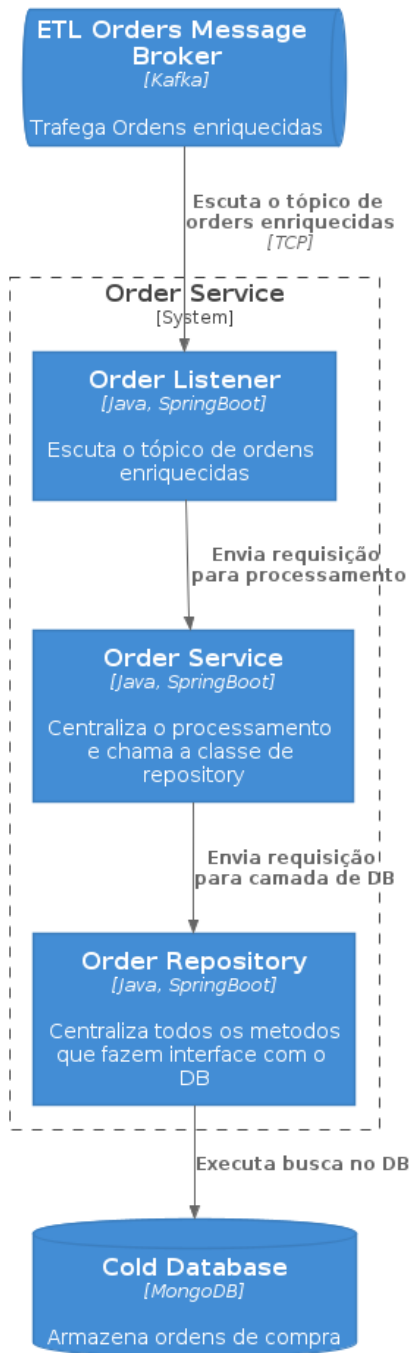 ETL Orders Message
Broker
[Kafka]
Trafega Ordens enriquecidas
Escuta o tópico de
orders enriquecidas
[TCP]
Order Service
[System]
Order Listener
[Java, SpringBoot]
Escuta o tópico de ordens
enriquecidas
Envia requisição
para processamento
Order Service
[Java, SpringBoot]
Centraliza o processamento
e chama a classe de
repository
Envia requisição
para camada de DB
Order Repository
[Java, SpringBoot]
Centraliza todos os metodos
que fazem interface com o
DB
Executa busca no DB
Cold Database
[MongoDB]
Armazena ordens de compra